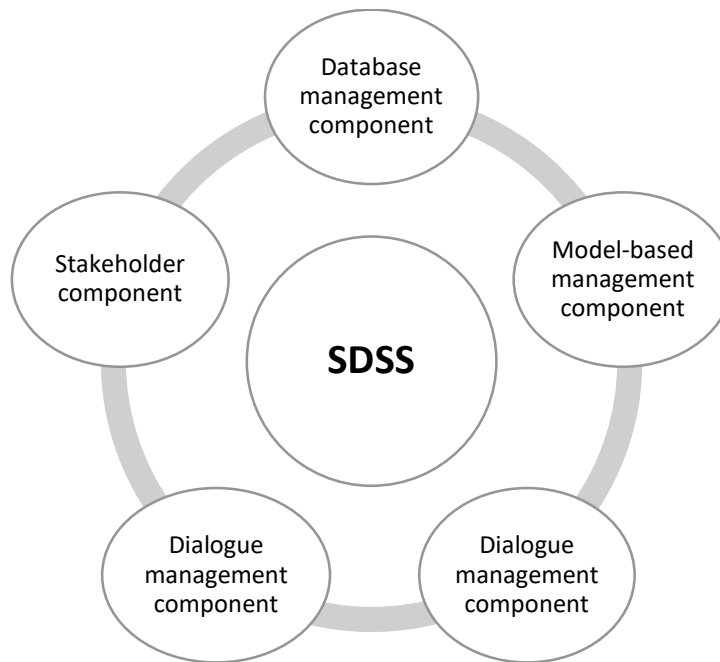 Database
management
component
Stakeholder
component
Model-based
management
component
SDSS
Dialogue
management
component
Dialogue
management
component